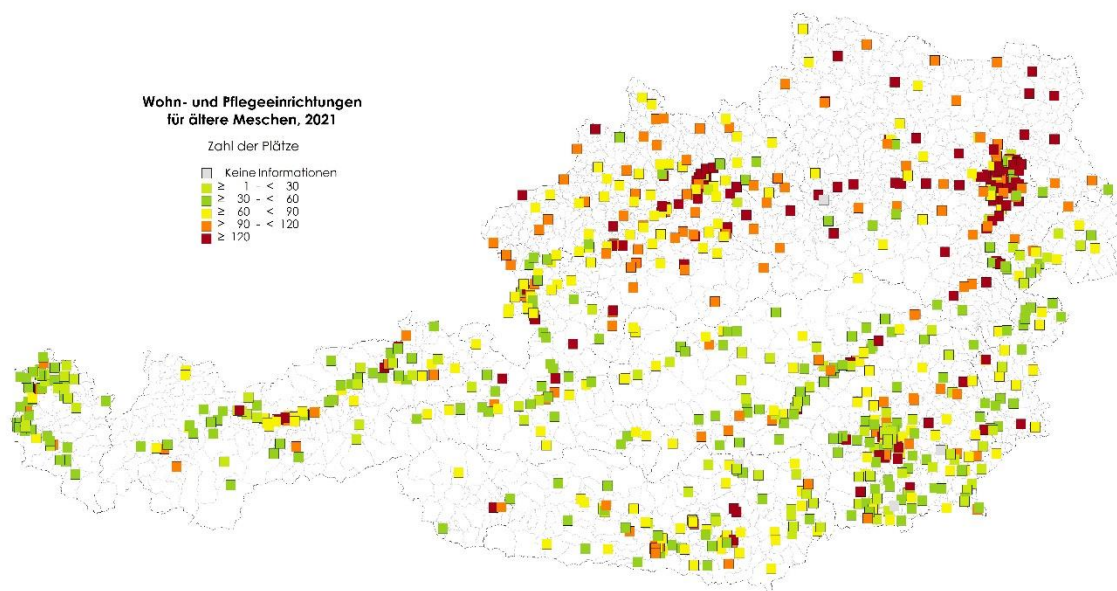 Wohn- und Pflegeeinrichtungen
für ältere Meschen, 2021
Zahl der Plätze
Keine Informationen
≥ 1 - < 30
≥ 30 - < 60
≥ 60 < 90
> 90 - < 120
≥ 120